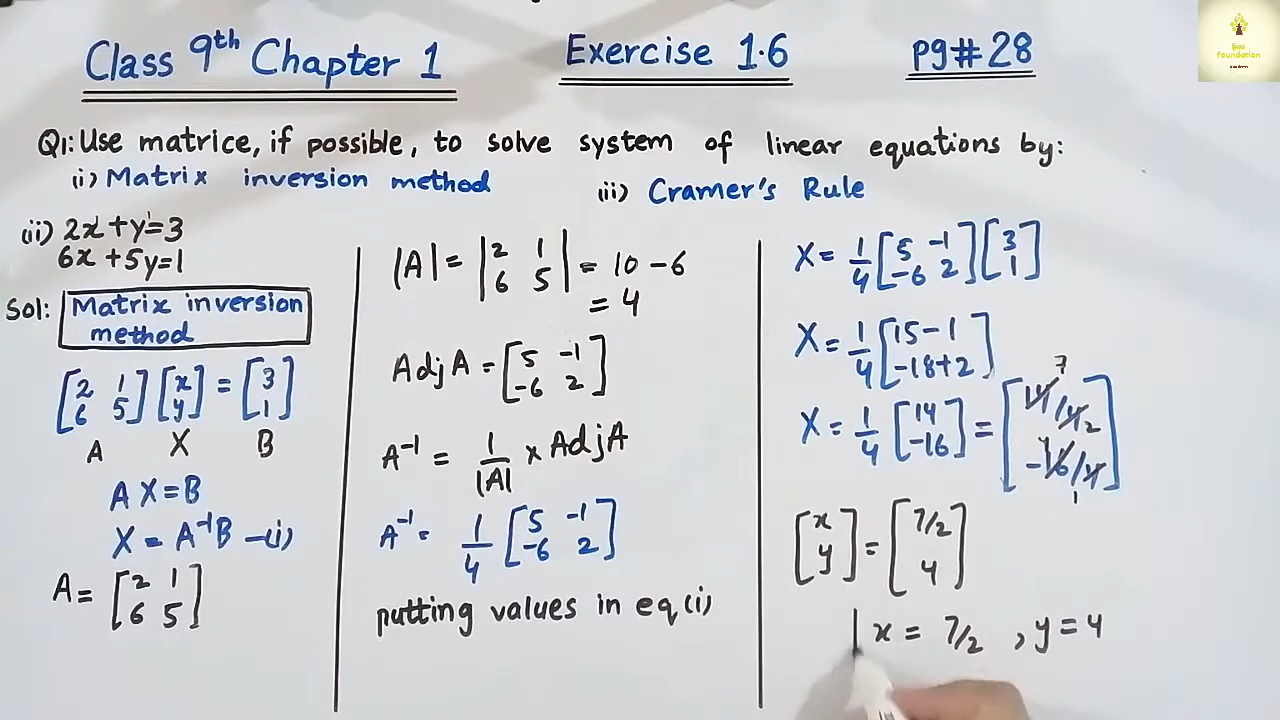 Class 9th Chapter 1 Exercise 1.6 pg#28
foundation
Q1: Use matrice, if possible, to solve system of linear equations by:
(i) Matrix inversion method (ii) Cramer's Rule
(ii) 2x + y = 3
6x + 5y = 1
Sol: Matrix inversion
method
[2 1
6 5] [x
y] = [3
1]
A X B
A X = B
X = A⁻¹B —(i)
A = [2 1
6 5]
|A| = |2 1
6 5| = 10 - 6
= 4
Adj A = [5 -1
-6 2]
A⁻¹ = 1/|A| × Adj A
A⁻¹ = 1/4 [5 -1
-6 2]
putting values in eq (i)
X = 1/4 [5 -1
-6 2] [3
1]
X = 1/4 [15 - 1
-18 + 2]
X = 1/4 [14
-16] = [14/4
-16/4]
[x
y] = [7/2
4]
x = 7/2 , y = 4